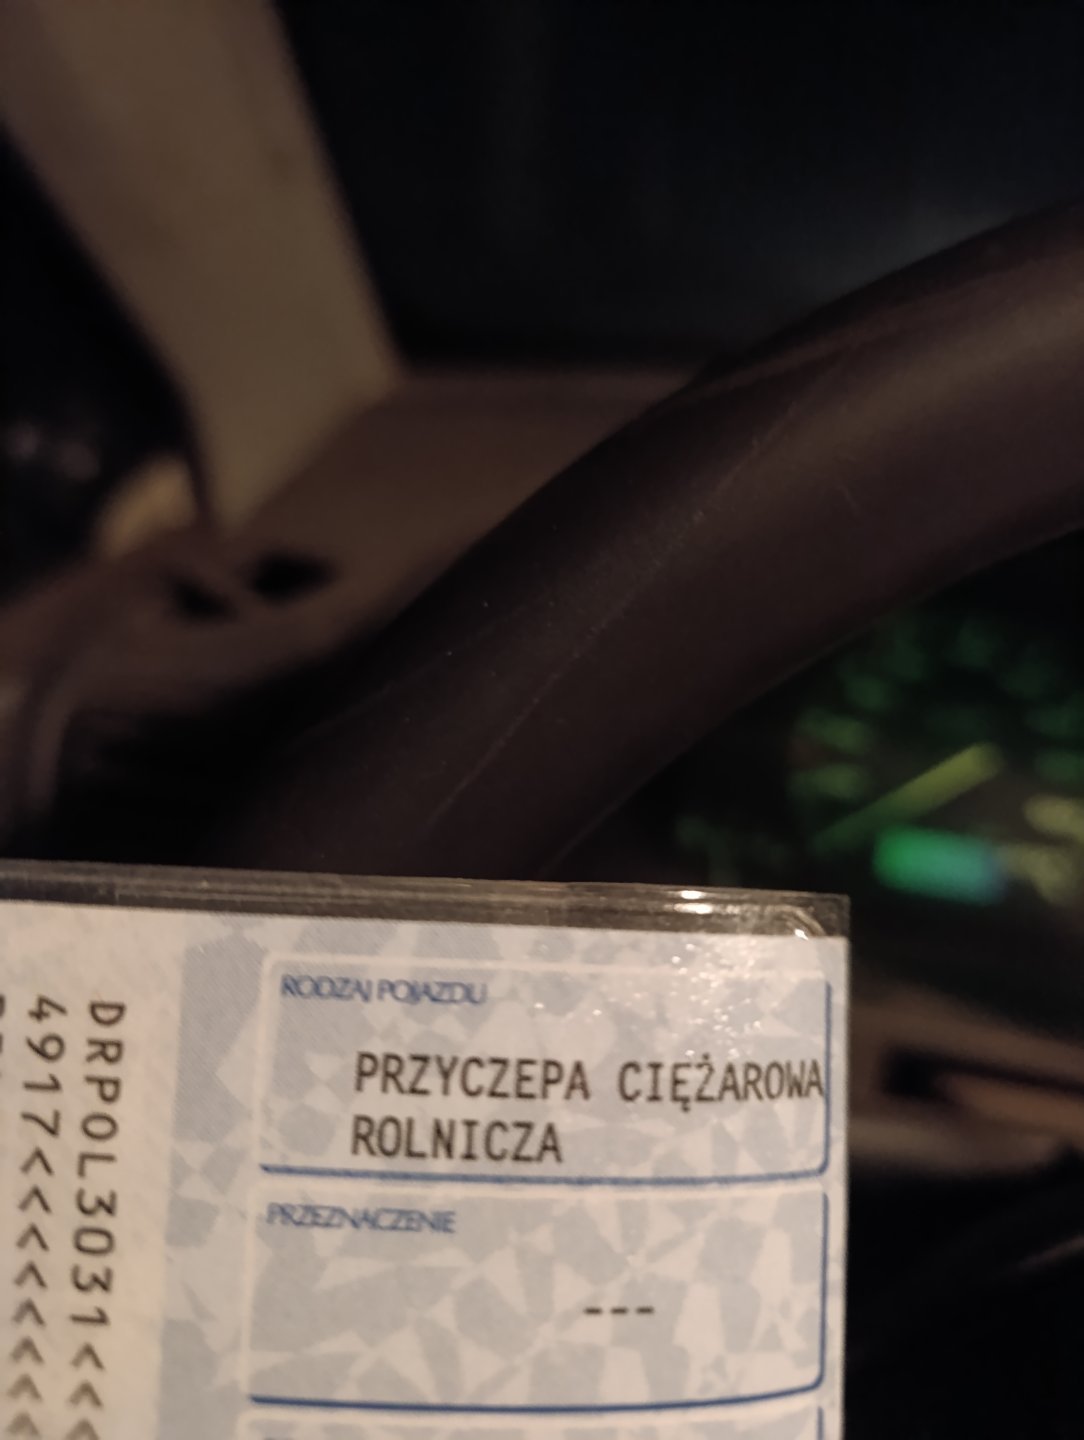 RODZAJ POJAZDU
PRZYCZEPA CIĘŻAROWA
ROLNICZA
PRZEZNACZENIE
---
DRPOL3031<<<
4917<<<<<<<<